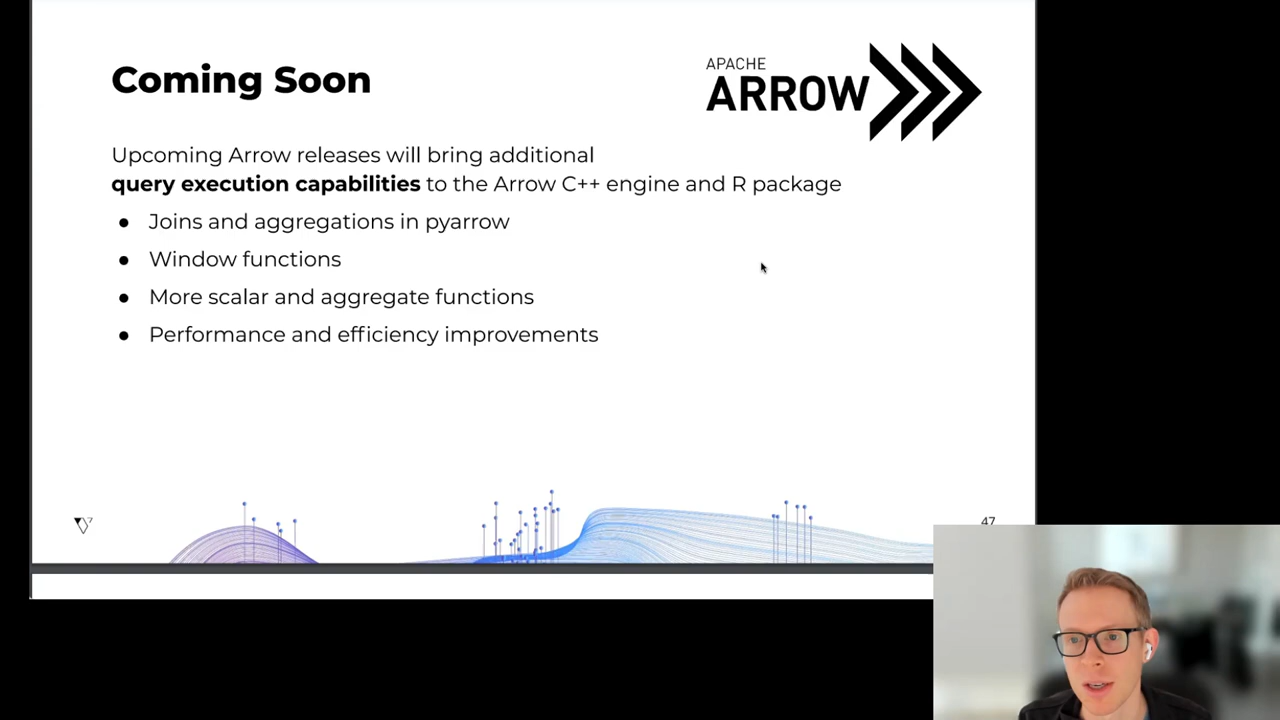 Coming Soon
APACHE
ARROW
Upcoming Arrow releases will bring additional
query execution capabilities to the Arrow C++ engine and R package
● Joins and aggregations in pyarrow
● Window functions
● More scalar and aggregate functions
● Performance and efficiency improvements
47